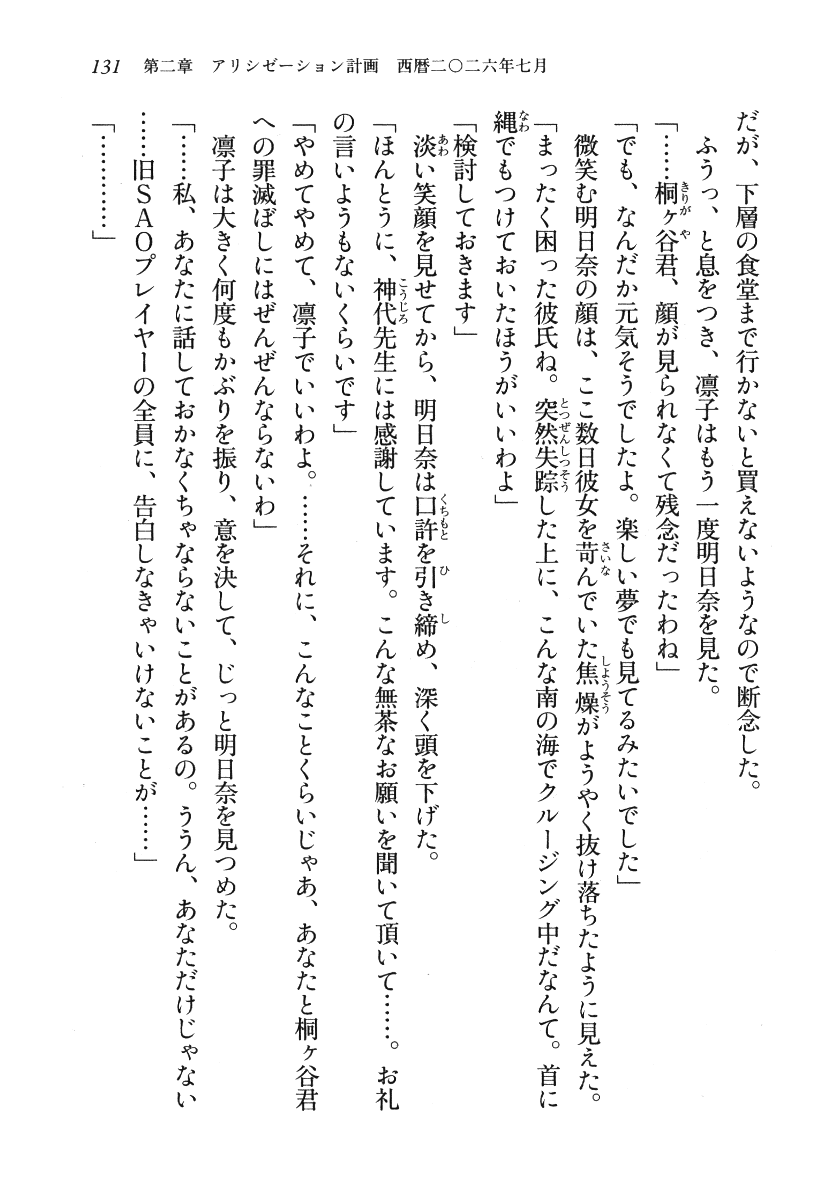 131 第二章 アリシゼーション計画 西暦二〇二六年七月
だが、下層の食堂まで行かないと買えないようなので断念した。
ふうっ、と息をつき、凛子はもう一度明日奈を見た。
「……桐ヶ谷君、顔が見られなくて残念だったわね」
「でも、なんだか元気そうでしたよ。楽しい夢でも見てるみたいでした」
微笑む明日奈の顔は、ここ数日彼女を苛んでいた焦燥がようやく抜け落ちたように見えた。
「まったく困った彼氏ね。突然失踪した上に、こんな南の海でクルージング中だなんて。首に
縄でもつけておいたほうがいいわよ」
「検討しておきます」
淡い笑顔を見せてから、明日奈は口許を引き締め、深く頭を下げた。
「ほんとうに、神代先生には感謝しています。こんな無茶なお願いを聞いて頂いて……。お礼
の言いようもないくらいです」
「やめてやめて、凛子でいいわよ。……それに、こんなことくらいじゃあ、あなたと桐ヶ谷君
への罪滅ぼしにはぜんぜんならないわ」
凛子は大きく何度もかぶりを振り、意を決して、じっと明日奈を見つめた。
「……私、あなたに話しておかなくちゃならないことがあるの。ううん、あなただけじゃない
……旧SAOプレイヤーの全員に、告白しなきゃいけないことが……」
「…………」